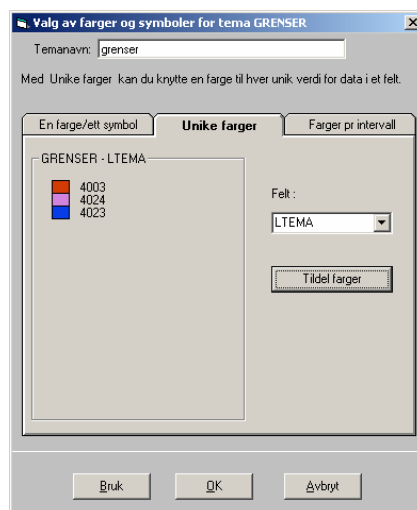 Valg av farger og symboler for tema GRENSER
Temanavn: grenser
Med Unike farger kan du knytte en farge til hver unik verdi for data i et felt.
En farge/ett symbol Unike farger Farger pr intervall
GRENSER - LTEMA
4003
4024
4023
Felt :
LTEMA
Tildel farger
Bruk OK Avbryt